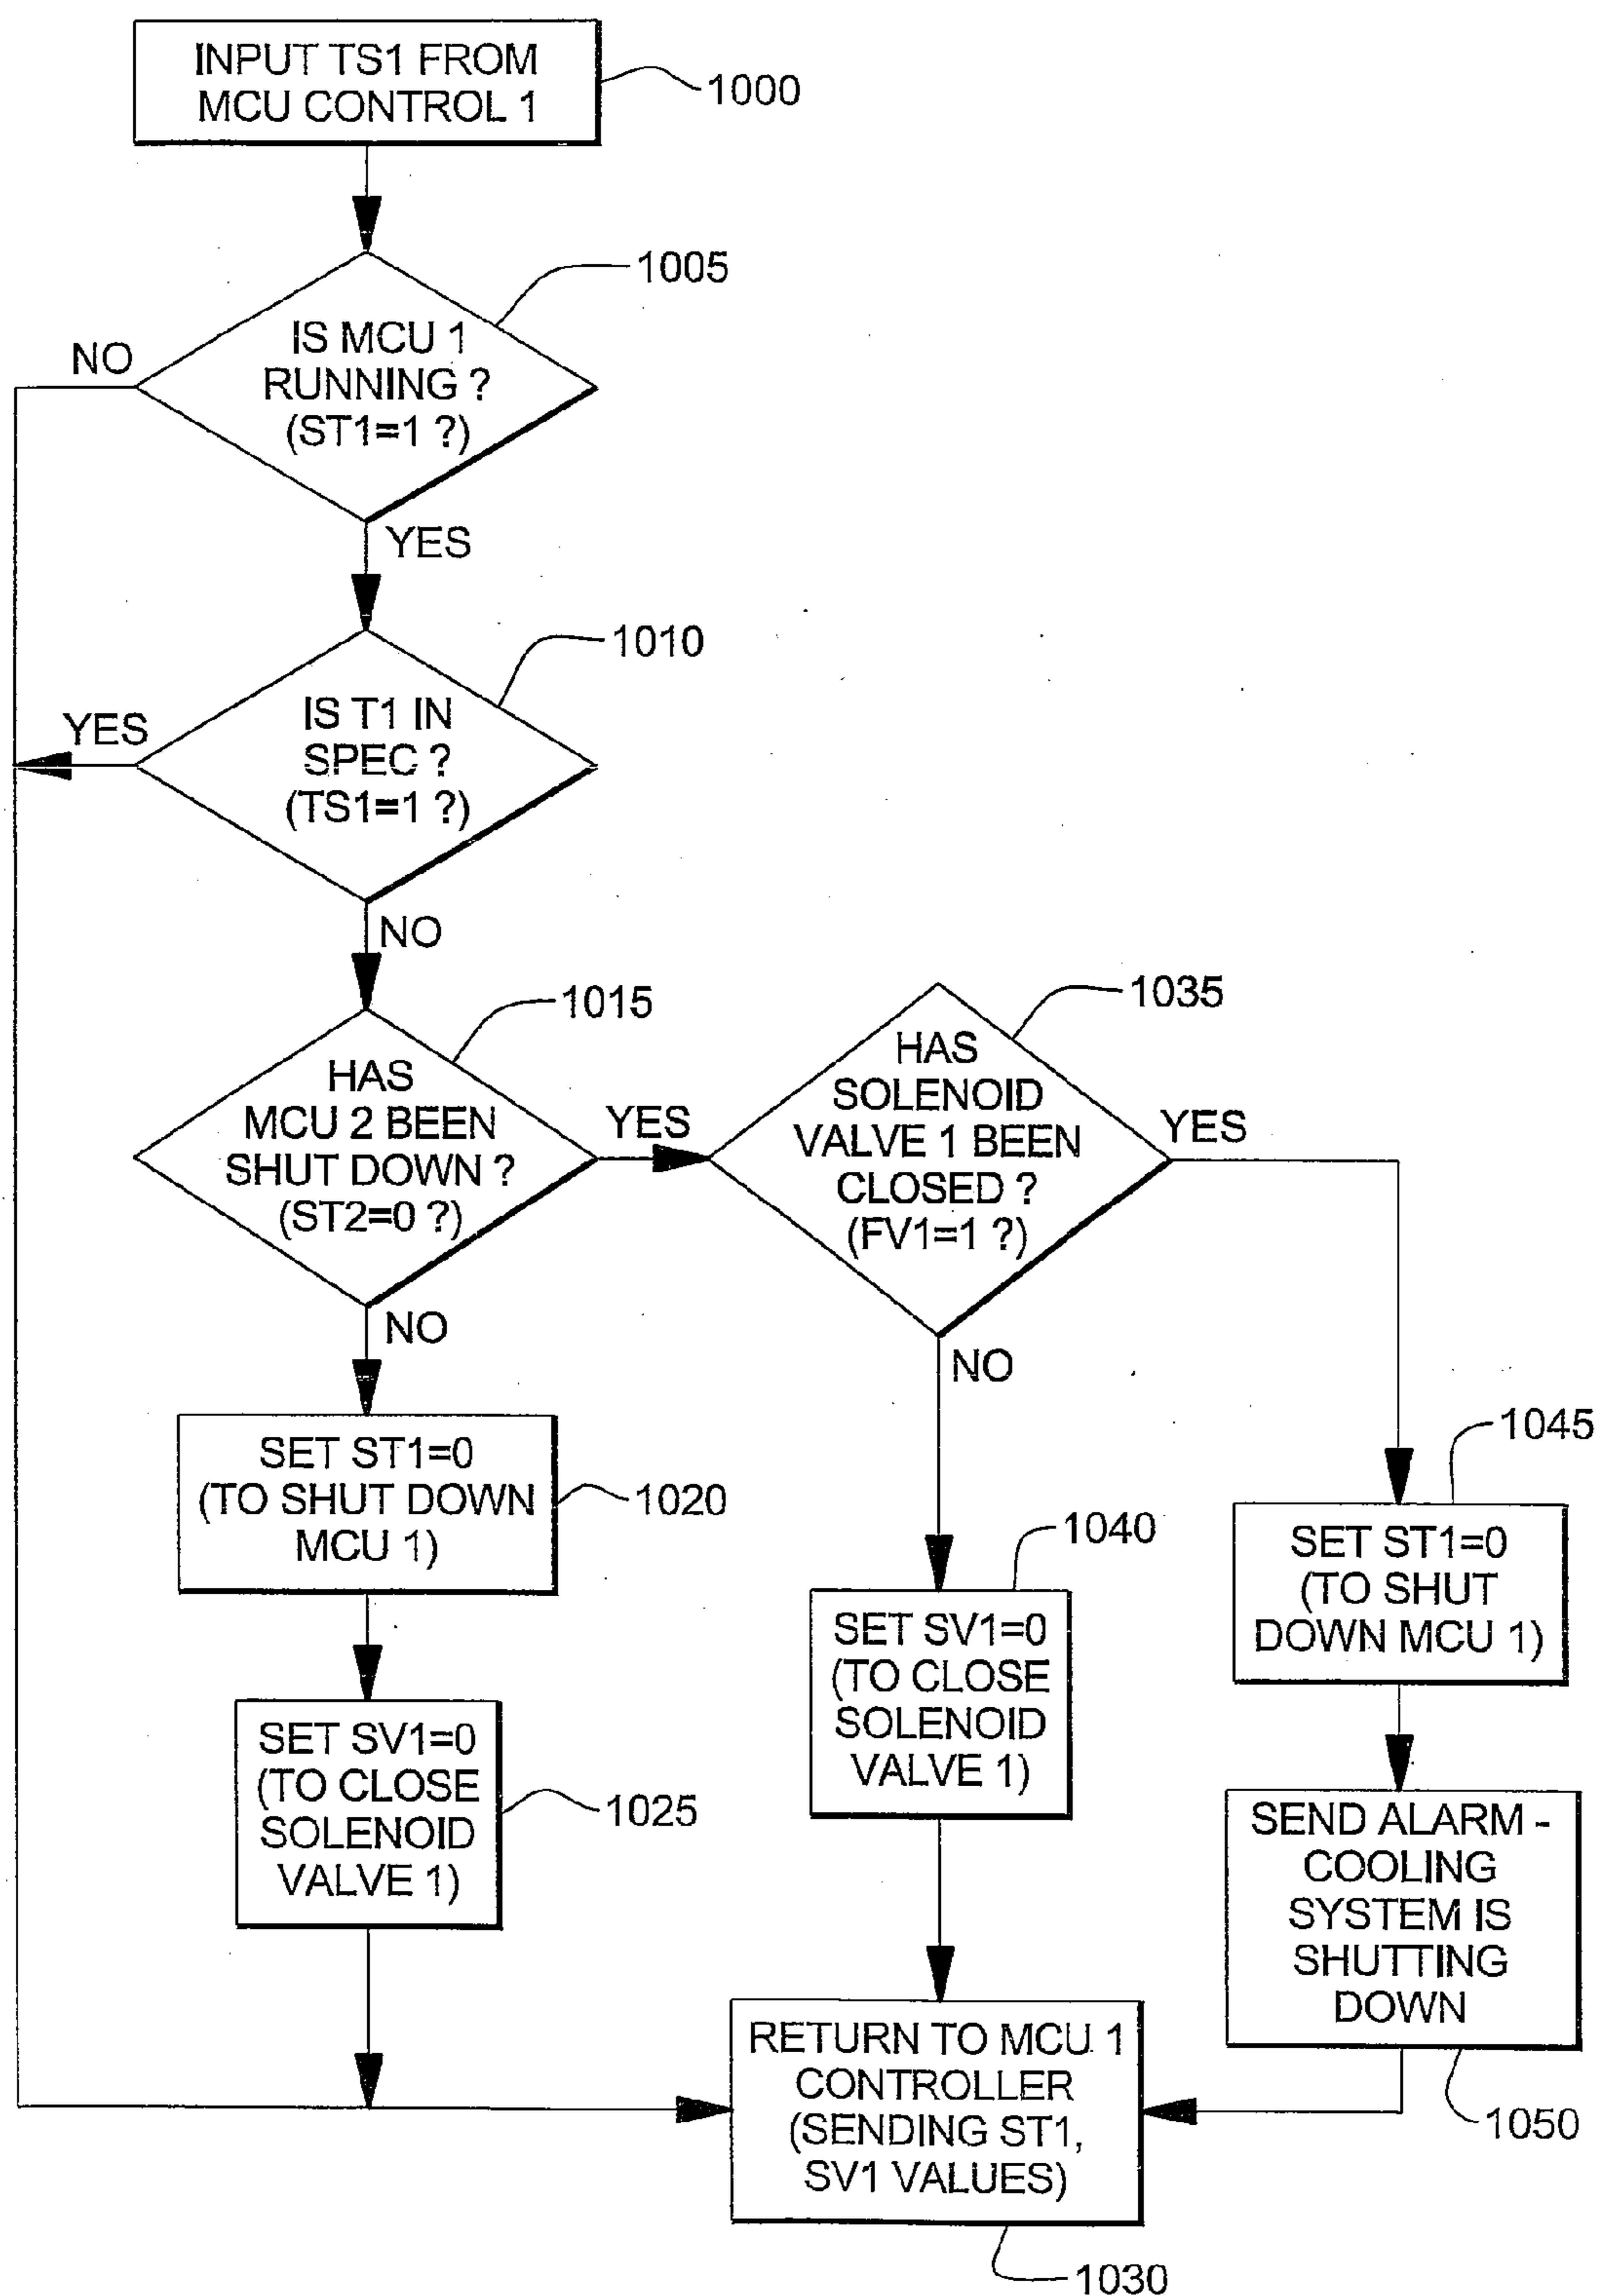 INPUT TS1 FROM
MCU CONTROL 1
1000
IS MCU 1
RUNNING ?
(ST1=1 ?)
1005
NO
YES
IS T1 IN
SPEC ?
(TS1=1 ?)
1010
YES
NO
HAS
MCU 2 BEEN
SHUT DOWN ?
(ST2=0 ?)
1015
YES
NO
HAS
SOLENOID
VALVE 1 BEEN
CLOSED ?
(FV1=1 ?)
1035
YES
NO
SET ST1=0
(TO SHUT DOWN
MCU 1)
1020
SET SV1=0
(TO CLOSE
SOLENOID
VALVE 1)
1025
SET SV1=0
(TO CLOSE
SOLENOID
VALVE 1)
1040
SET ST1=0
(TO SHUT
DOWN MCU 1)
1045
SEND ALARM -
COOLING
SYSTEM IS
SHUTTING
DOWN
1050
RETURN TO MCU 1
CONTROLLER
(SENDING ST1,
SV1 VALUES)
1030